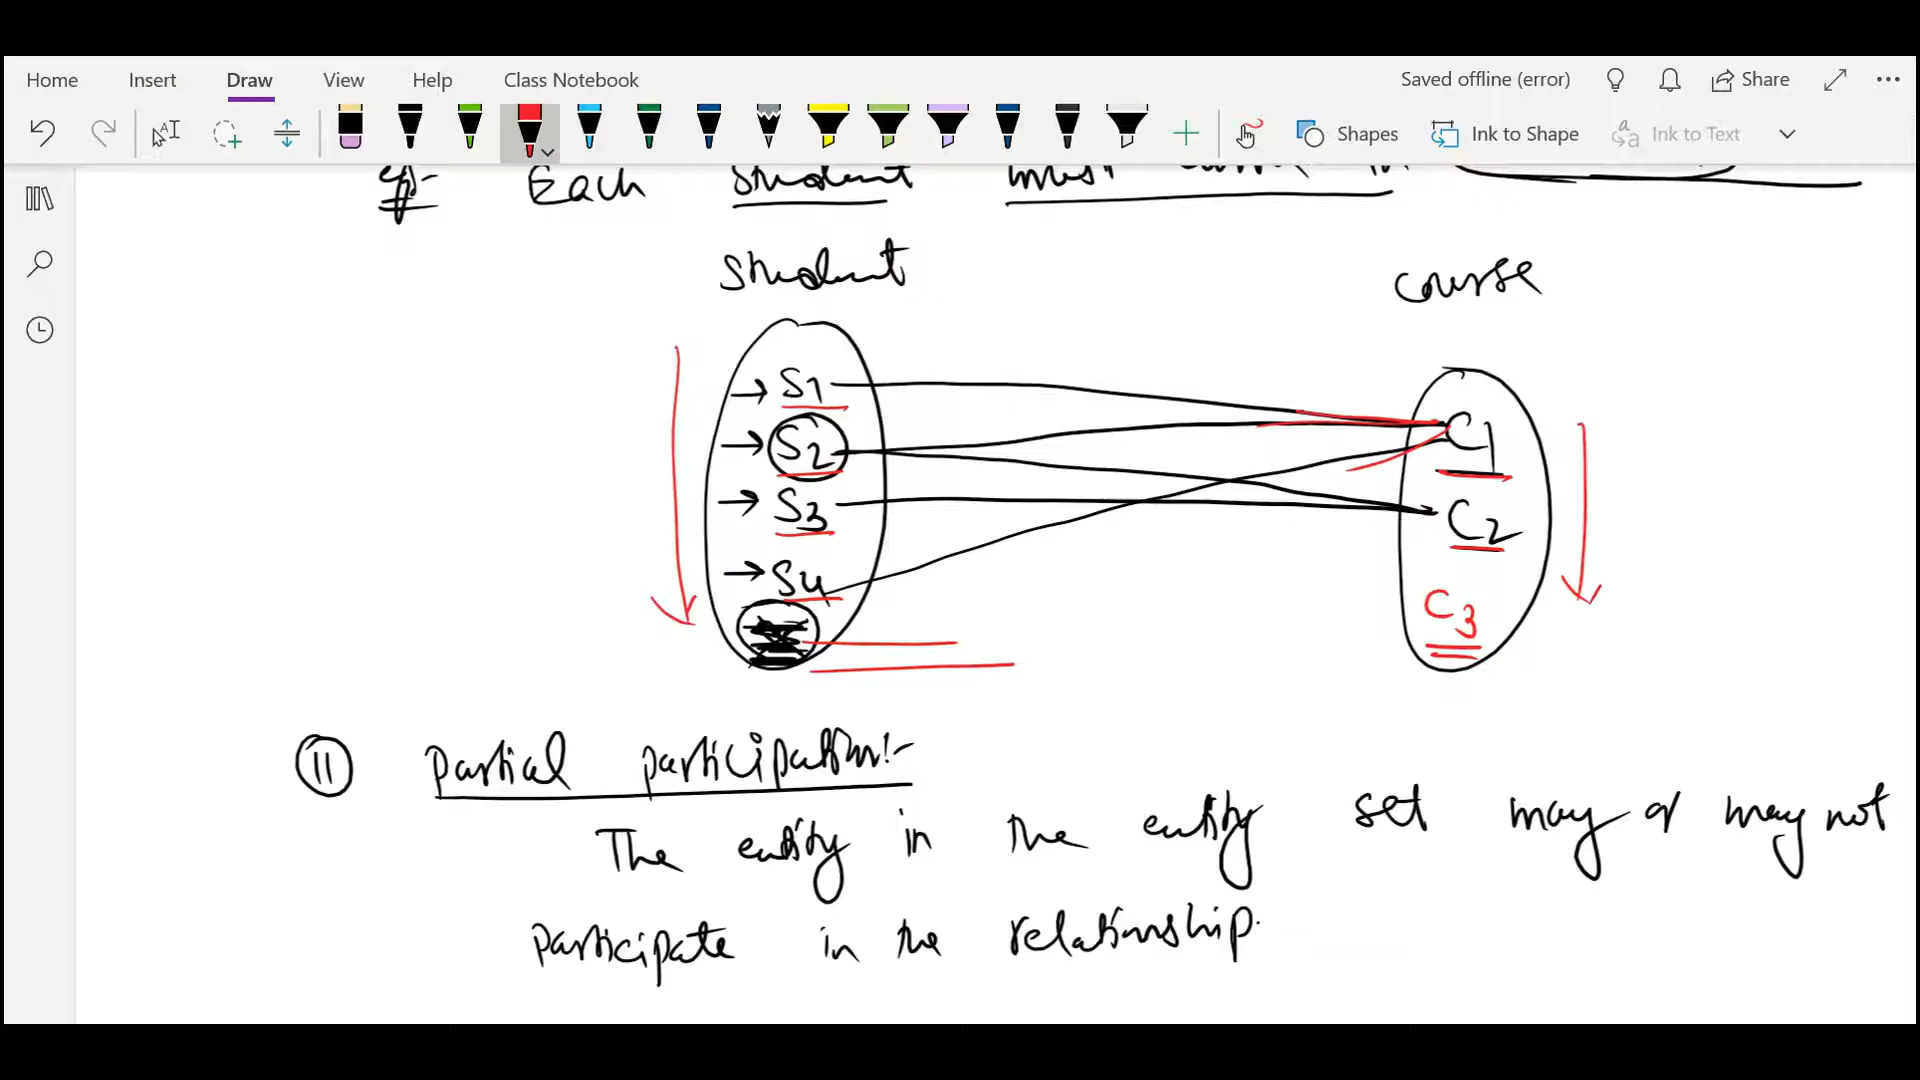 Home Insert Draw View Help Class Notebook Saved offline (error) Share
Shapes Ink to Shape Ink to Text
eg:- Each student must
student course
S1
S2
S3
S4
C1
C2
C3
II Partial participation:-
The entity in the entity set may or may not
participate in the relationship.